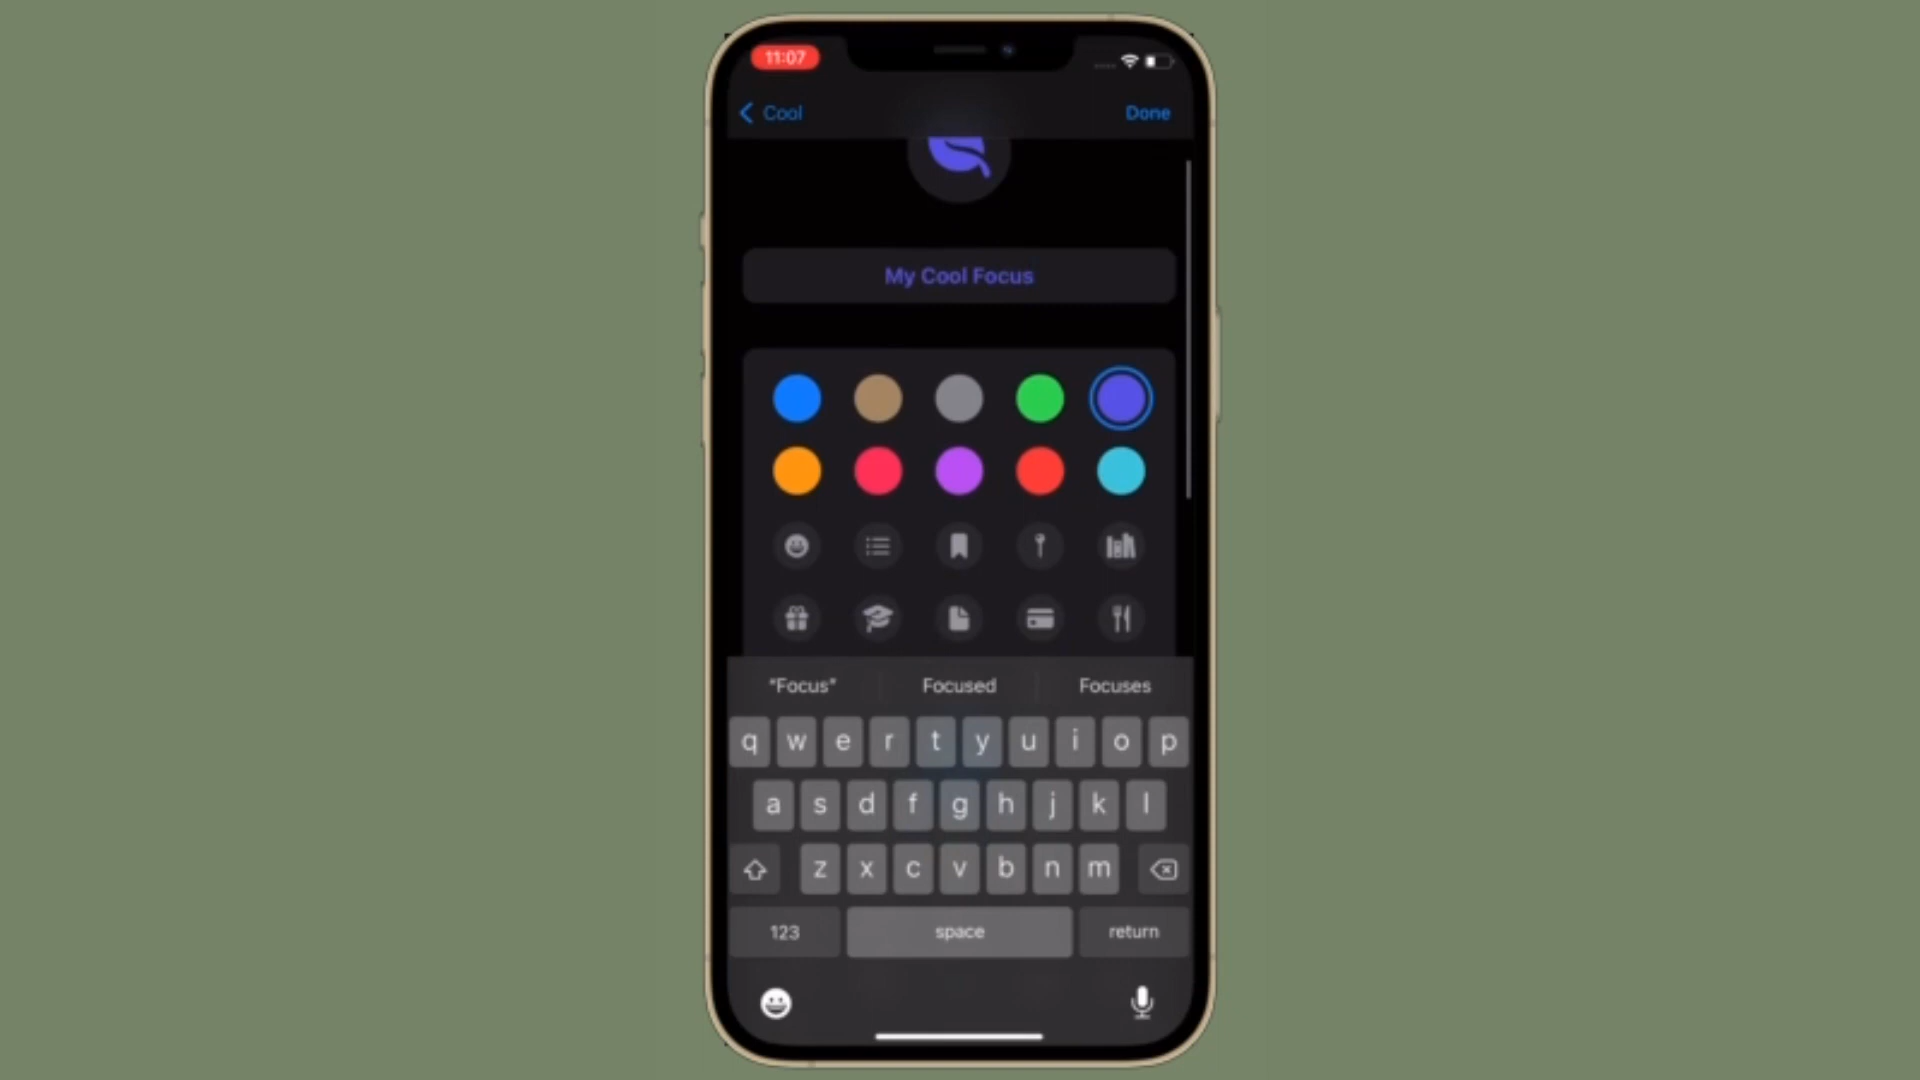 11:07
Cool
Done
My Cool Focus
"Focus"
Focused
Focuses
q w e r t y u i o p
a s d f g h j k l
z x c v b n m
123
space
return